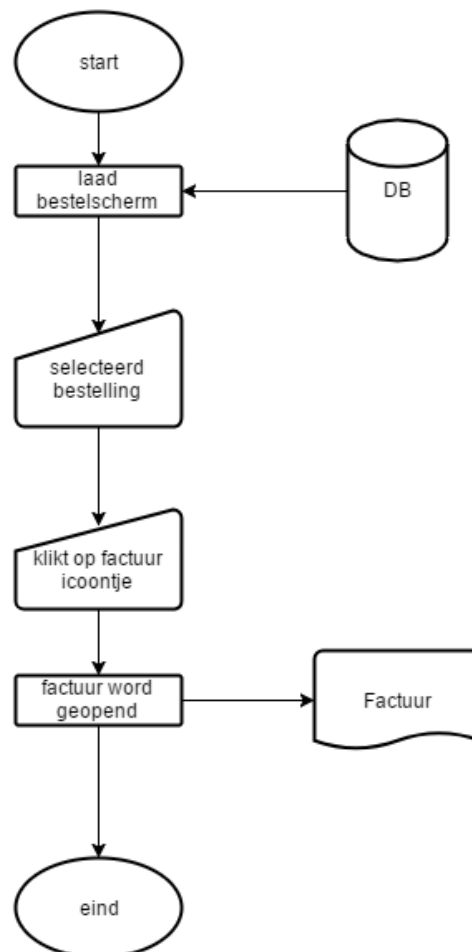 start
laad
bestelscherm
DB
selecteerd
bestelling
klikt op factuur
icoontje
factuur word
geopend
Factuur
eind